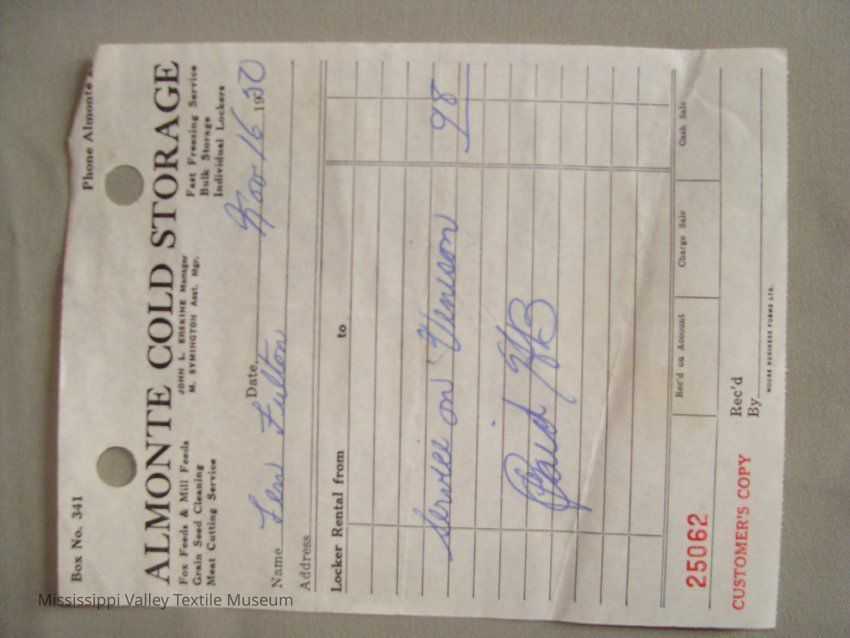 Box No. 341
Phone Almonte
ALMONTE COLD STORAGE
Fox Feeds & Mill Feeds
Grain Seed Cleaning
Meat Cutting Service
JOHN L. ERSKINE Manager
M. SYMINGTON Asst. Mgr.
Fast Freezing Service
Bulk Storage
Individual Lockers
Date, Nov 16 1950
Name Len Fulton
Address
Locker Rental from to
Service on Venison 98
Paid
Rec'd on Account Charge Sale Cash Sale
25062
Rec'd
By
CUSTOMER'S COPY
MOORE BUSINESS FORMS LTD.
Mississippi Valley Textile Museum